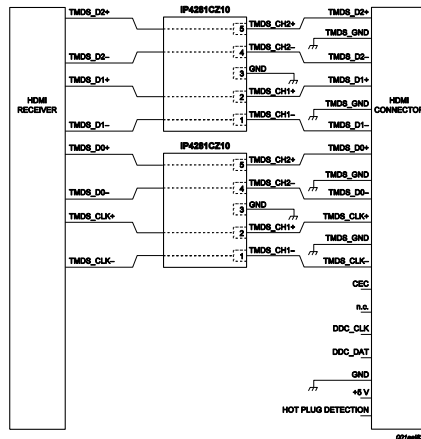 TMDS_D2+
IP4281CZ10
TMDS_D2+
5
TMDS_CH2+
TMDS_GND
TMDS_D2–
4
TMDS_CH2–
TMDS_D2–
3
GND
TMDS_D1+
2
TMDS_CH1+
TMDS_D1+
HDMI
RECEIVER
TMDS_GND
HDMI
CONNECTOR
TMDS_D1–
1
TMDS_CH1–
TMDS_D1–
TMDS_D0+
IP4281CZ10
TMDS_D0+
5
TMDS_CH2+
TMDS_GND
TMDS_D0–
4
TMDS_CH2–
TMDS_D0–
3
GND
TMDS_CLK+
2
TMDS_CH1+
TMDS_CLK+
TMDS_GND
TMDS_CLK–
1
TMDS_CH1–
TMDS_CLK–
CEC
n.c.
DDC_CLK
DDC_DAT
GND
+5 V
HOT PLUG DETECTION